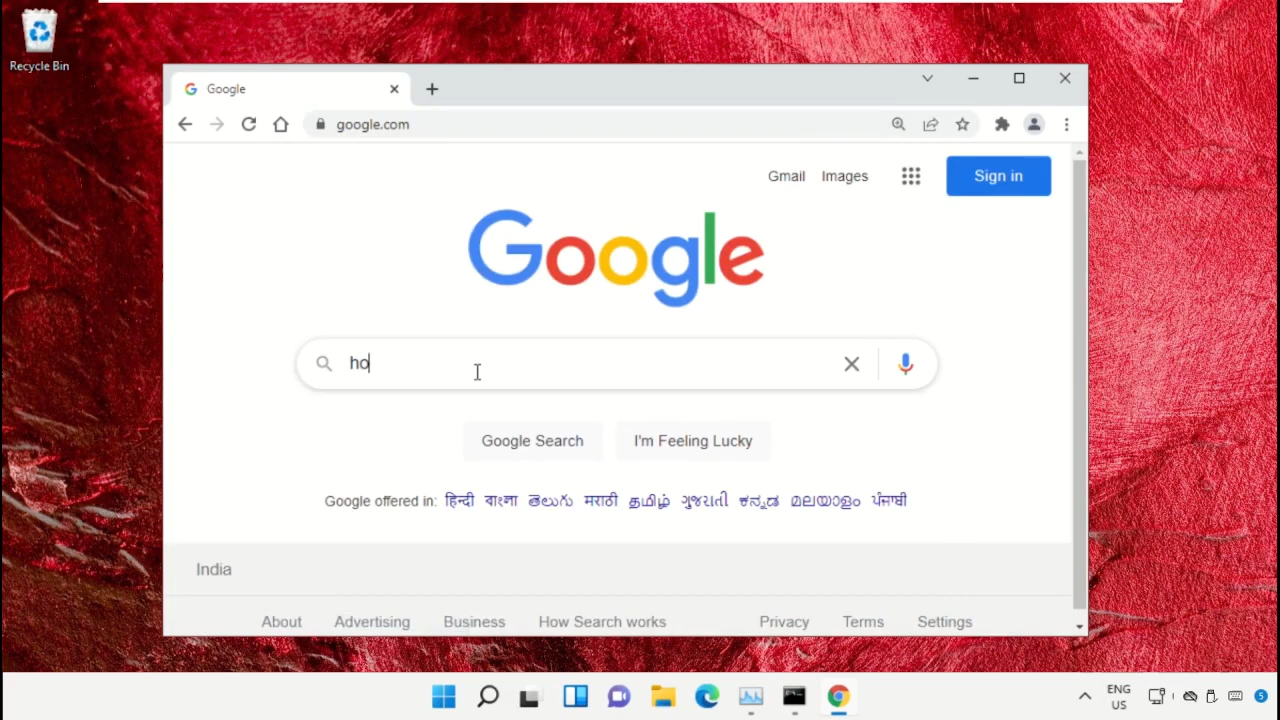 Recycle Bin
Google
google.com
Gmail Images Sign in
Google
ho
Google Search I'm Feeling Lucky
Google offered in: हिन्दी বাংলা తెలుగు मराठी தமிழ் ગુજરાતી ಕನ್ನಡ മലയാളം ਪੰਜਾਬੀ
India
About Advertising Business How Search works Privacy Terms Settings
ENG
US
5